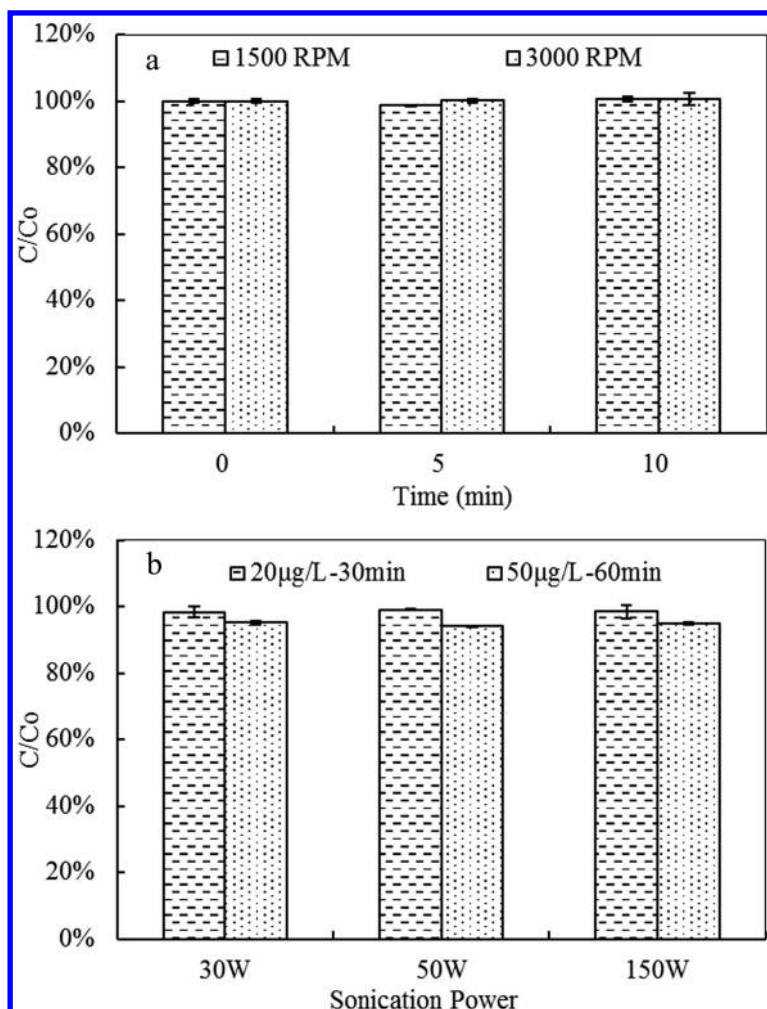 120%
a
1500 RPM
3000 RPM
100%
80%
60%
40%
20%
0%
C/Co
0 5 10
Time (min)
120%
b
20µg/L-30min
50µg/L-60min
100%
80%
60%
40%
20%
0%
C/Co
30W 50W 150W
Sonication Power